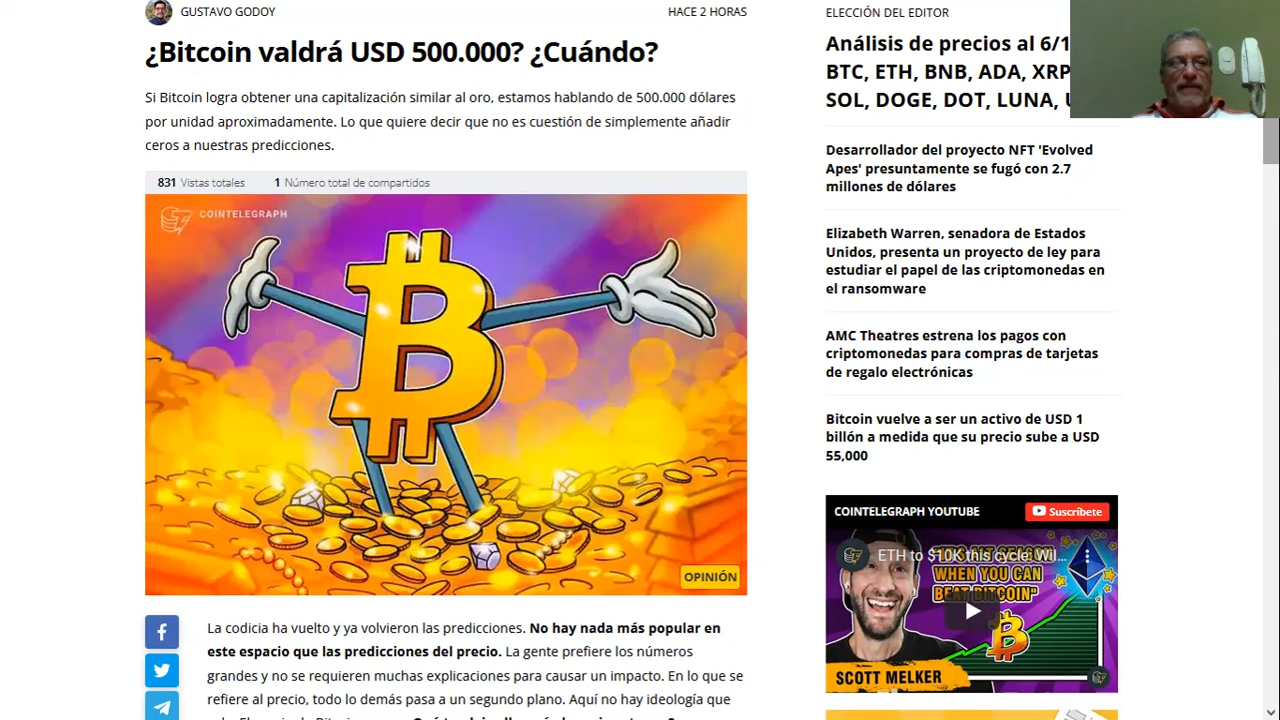 GUSTAVO GODOY
HACE 2 HORAS
¿Bitcoin valdrá USD 500.000? ¿Cuándo?
Si Bitcoin logra obtener una capitalización similar al oro, estamos hablando de 500.000 dólares
por unidad aproximadamente. Lo que quiere decir que no es cuestión de simplemente añadir
ceros a nuestras predicciones.
831 Vistas totales
1 Número total de compartidos
COINTELEGRAPH
OPINIÓN
La codicia ha vuelto y ya volvieron las predicciones. No hay nada más popular en
este espacio que las predicciones del precio. La gente prefiere los números
grandes y no se requieren muchas explicaciones para causar un impacto. En lo que se
refiere al precio, todo lo demás pasa a un segundo plano. Aquí no hay ideología que
ELECCIÓN DEL EDITOR
Análisis de precios al 6/1
BTC, ETH, BNB, ADA, XRP
SOL, DOGE, DOT, LUNA,
Desarrollador del proyecto NFT 'Evolved
Apes' presuntamente se fugó con 2.7
millones de dólares
Elizabeth Warren, senadora de Estados
Unidos, presenta un proyecto de ley para
estudiar el papel de las criptomonedas en
el ransomware
AMC Theatres estrena los pagos con
criptomonedas para compras de tarjetas
de regalo electrónicas
Bitcoin vuelve a ser un activo de USD 1
billón a medida que su precio sube a USD
55,000
COINTELEGRAPH YOUTUBE
Suscríbete
ETH to $10K this cycle. Wil...
WHEN YOU CAN
BEAT BITCOIN"
SCOTT MELKER